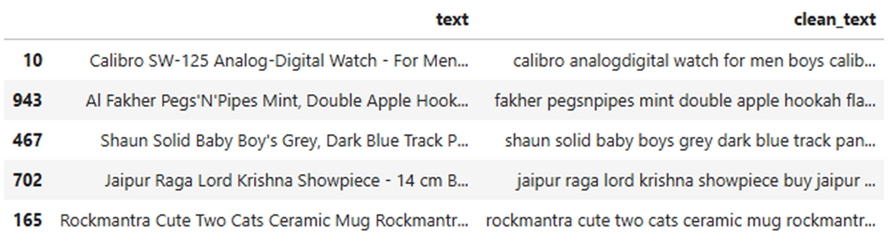 text clean_text
10 Calibro SW-125 Analog-Digital Watch - For Men... calibro analogdigital watch for men boys calib...
943 Al Fakher Pegs'N'Pipes Mint, Double Apple Hook... fakher pegsnpipes mint double apple hookah fla...
467 Shaun Solid Baby Boy's Grey, Dark Blue Track P... shaun solid baby boys grey dark blue track pan...
702 Jaipur Raga Lord Krishna Showpiece - 14 cm B... jaipur raga lord krishna showpiece buy jaipur ...
165 Rockmantra Cute Two Cats Ceramic Mug Rockmantr... rockmantra cute two cats ceramic mug rockmantr...